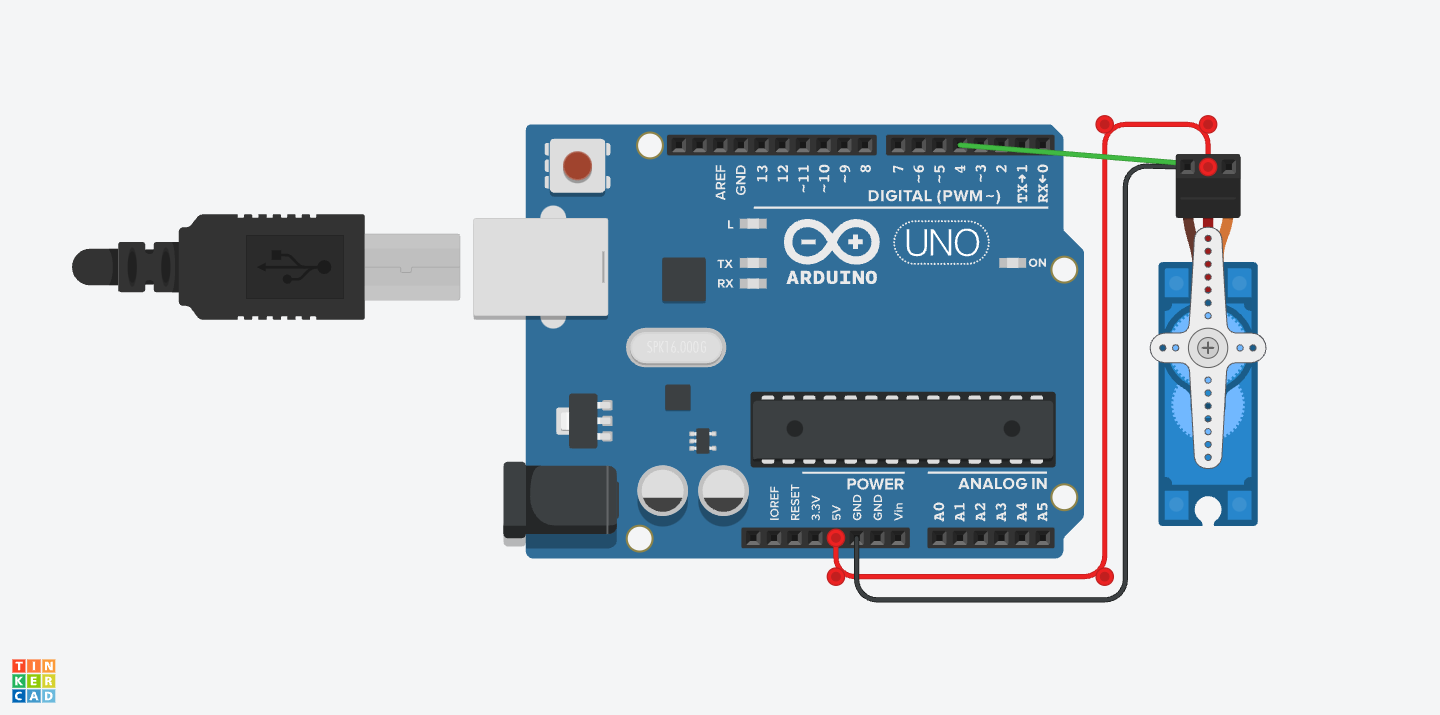 AREF
GND
13
12
~11
~10
~9
8
7
~6
~5
4
~3
2
TX→1
RX←0
DIGITAL (PWM~)
L
TX
RX
ARDUINO
UNO
ON
SPK16.000G
POWER
ANALOG IN
IOREF
RESET
3.3V
5V
GND
GND
Vin
A0
A1
A2
A3
A4
A5
TIN
KER
CAD